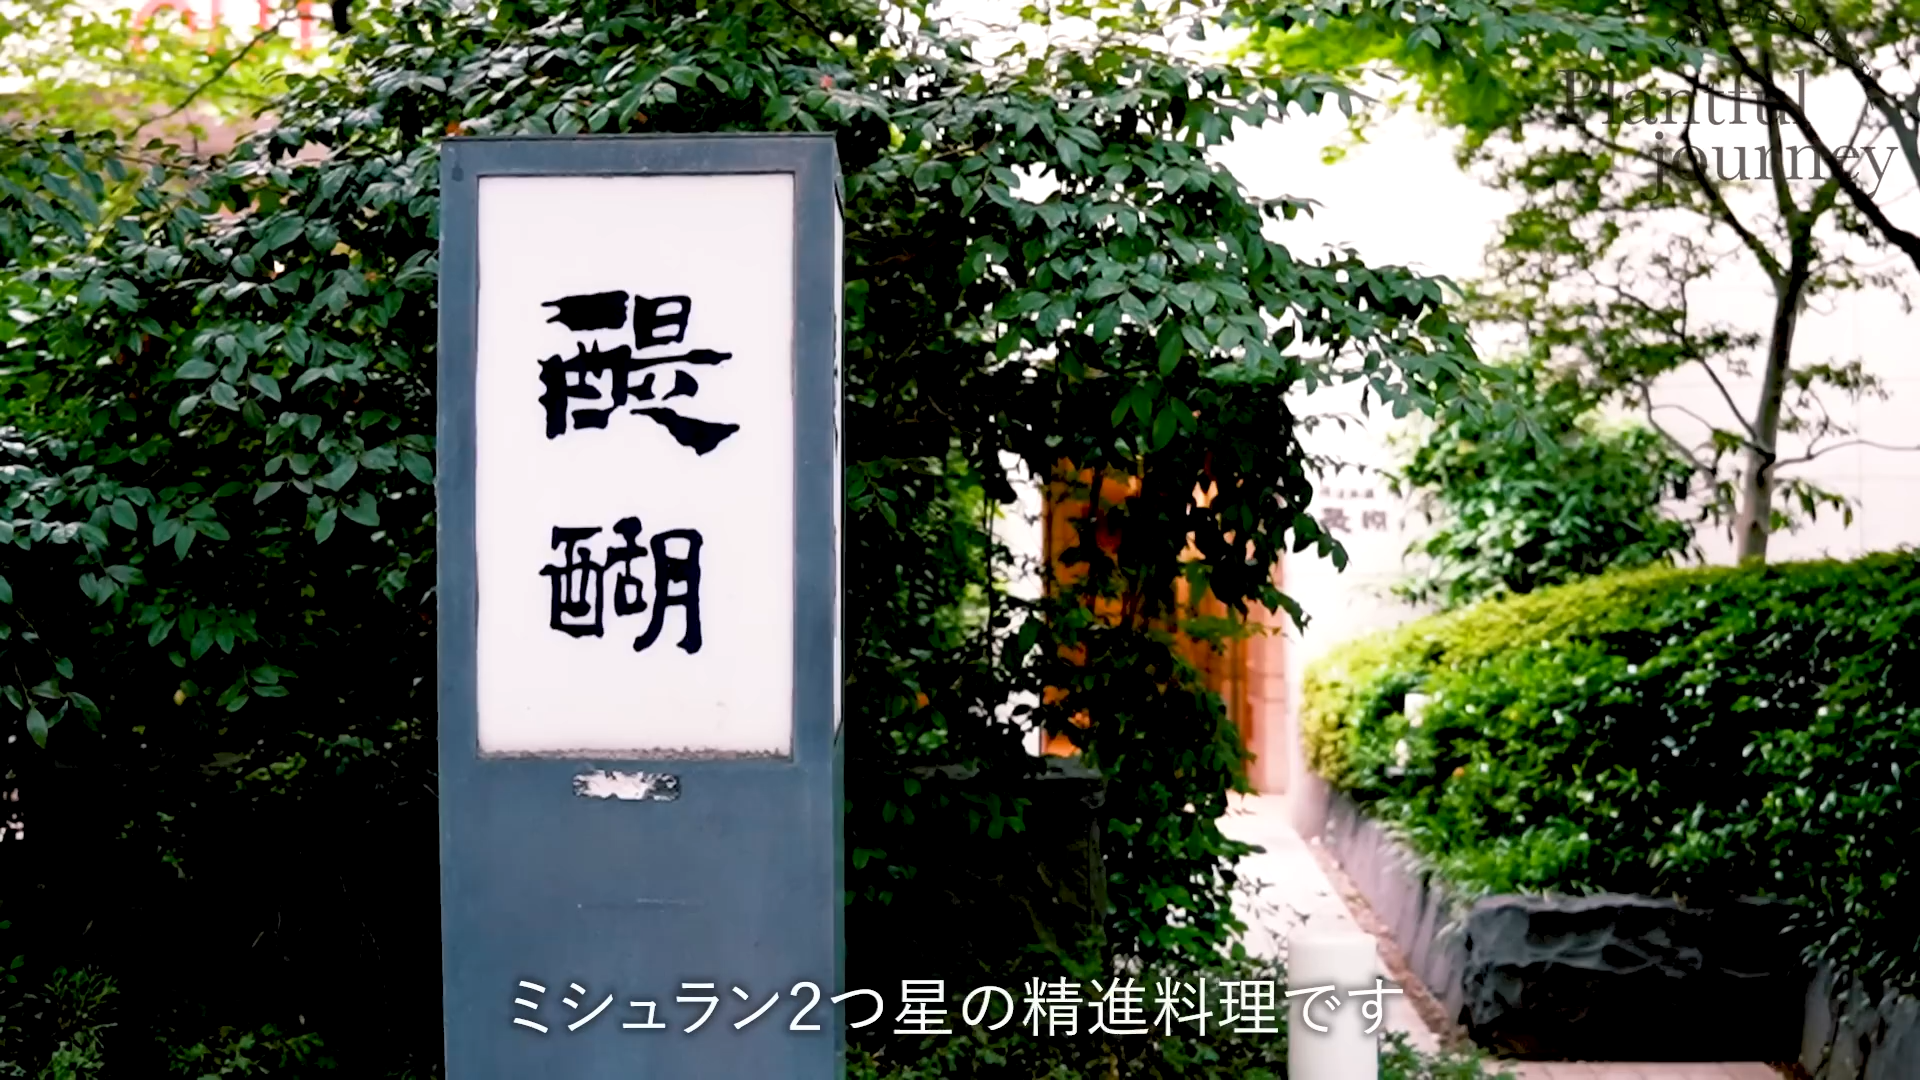 Plantful
journey
醍
醐
ミシュラン2つ星の精進料理です